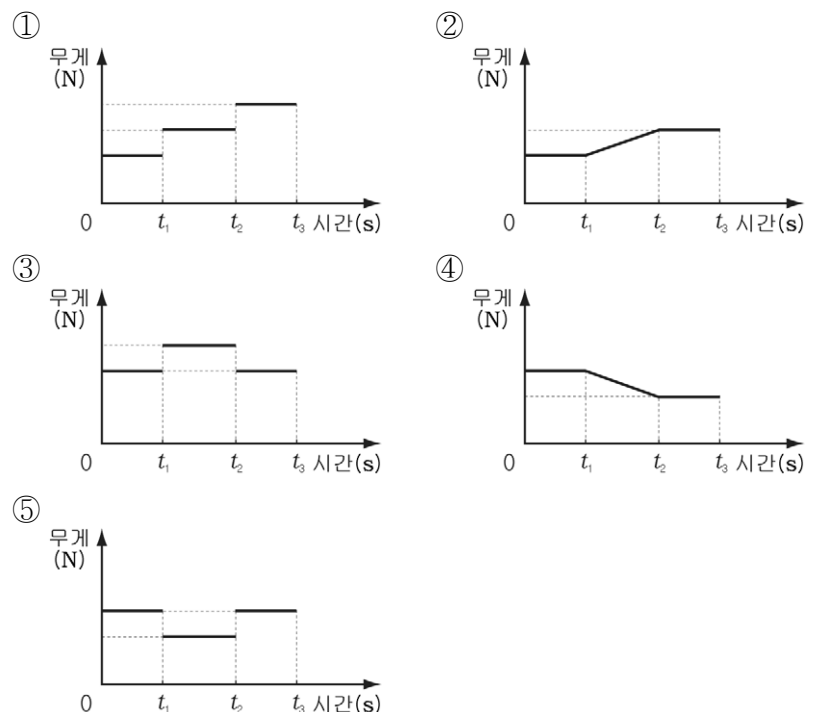 ① ②
무게
(N)
0 t₁ t₂ t₃ 시간(s)
무게
(N)
0 t₁ t₂ t₃ 시간(s)
③ ④
무게
(N)
0 t₁ t₂ t₃ 시간(s)
무게
(N)
0 t₁ t₂ t₃ 시간(s)
⑤
무게
(N)
0 t₁ t₂ t₃ 시간(s)